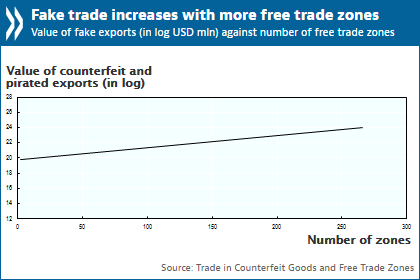 Fake trade increases with more free trade zones
Value of fake exports (in log USD mln) against number of free trade zones
Value of counterfeit and
pirated exports (in log)
28
26
24
22
20
18
16
14
12
0 50 100 150 200 250 300
Number of zones
Source: Trade in Counterfeit Goods and Free Trade Zones